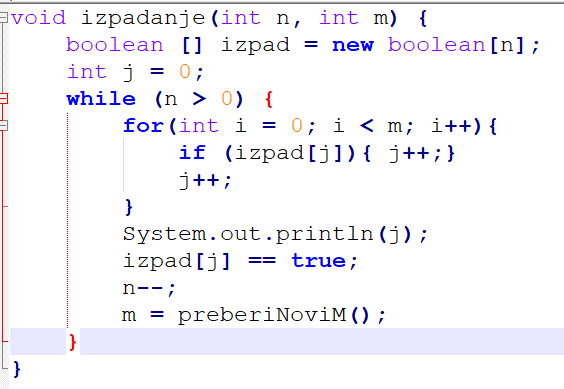 void izpadanje(int n, int m) {
    boolean [] izpad = new boolean[n];
    int j = 0;
    while (n > 0) {
        for(int i = 0; i < m; i++){
            if (izpad[j]){ j++;}
            j++;
        }
        System.out.println(j);
        izpad[j] == true;
        n--;
        m = preberiNoviM();
    }
}